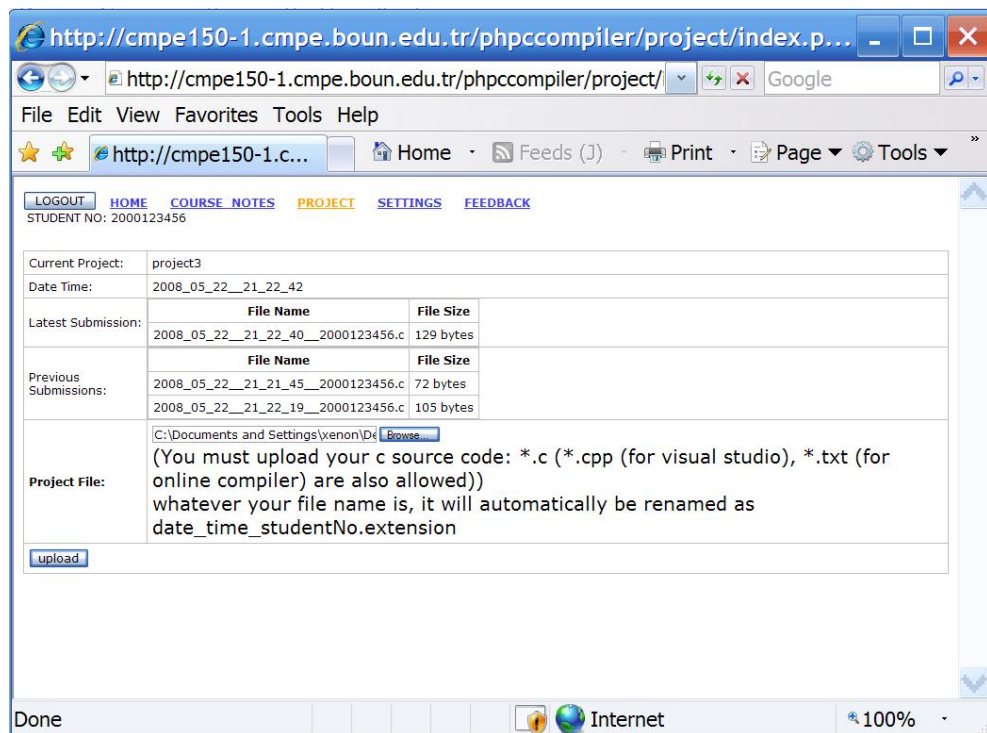 http://cmpe150-1.cmpe.boun.edu.tr/phpccompiler/project/index.p...
http://cmpe150-1.cmpe.boun.edu.tr/phpccompiler/project/i Google
File Edit View Favorites Tools Help
http://cmpe150-1.c... Home Feeds (J) Print Page Tools »
LOGOUT HOME COURSE NOTES PROJECT SETTINGS FEEDBACK
STUDENT NO: 2000123456
Current Project: project3
Date Time: 2008_05_22__21_22_42
Latest Submission:
File Name File Size
2008_05_22__21_22_40__2000123456.c 129 bytes
Previous
Submissions:
File Name File Size
2008_05_22__21_21_45__2000123456.c 72 bytes
2008_05_22__21_22_19__2000123456.c 105 bytes
Project File:
C:\Documents and Settings\xenon\De Browse...
(You must upload your c source code: *.c (*.cpp (for visual studio), *.txt (for
online compiler) are also allowed))
whatever your file name is, it will automatically be renamed as
date_time_studentNo.extension
upload
Done Internet 100%